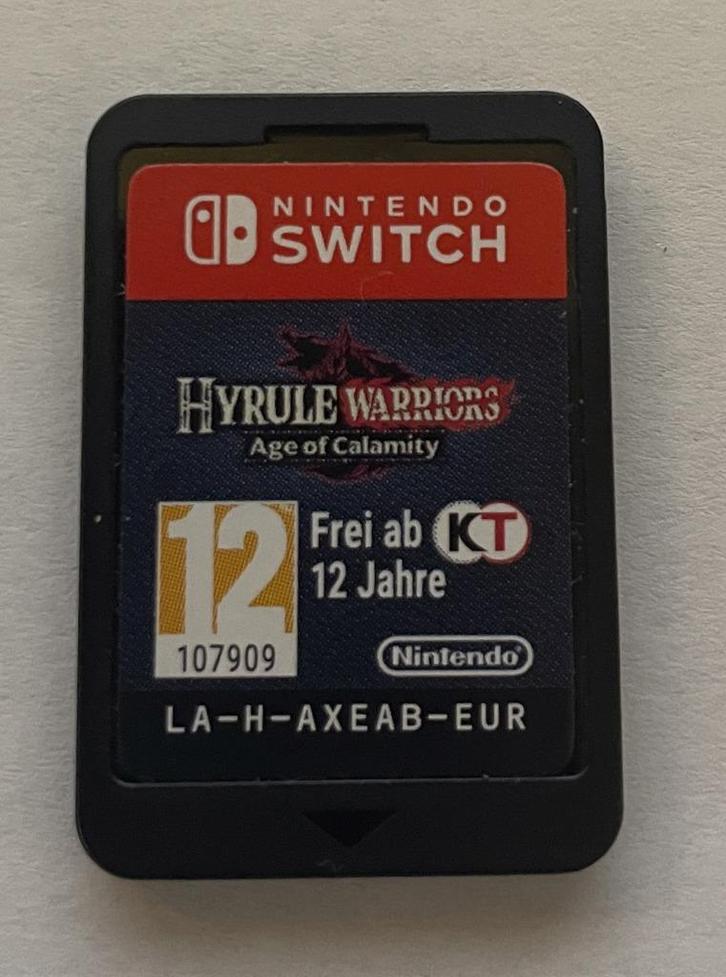 NINTENDO
SWITCH
HYRULE WARRIORS
Age of Calamity
12
107909
Frei ab
12 Jahre
KT
Nintendo
LA-H-AXEAB-EUR